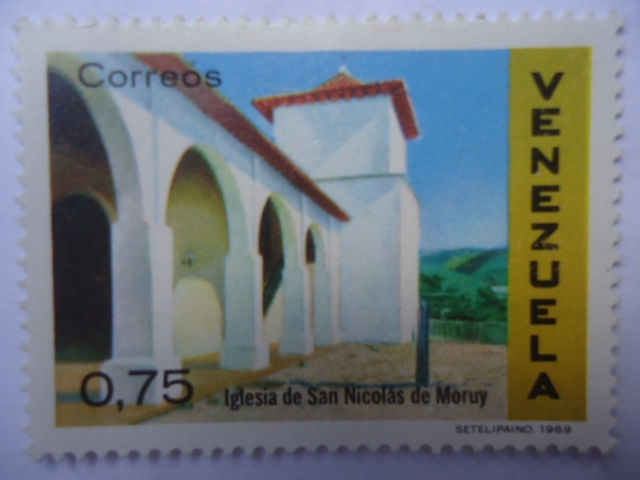 Correos
VENEZUELA
0,75
Iglesia de San Nicolás de Moruy
SETELIPAINO, 1969